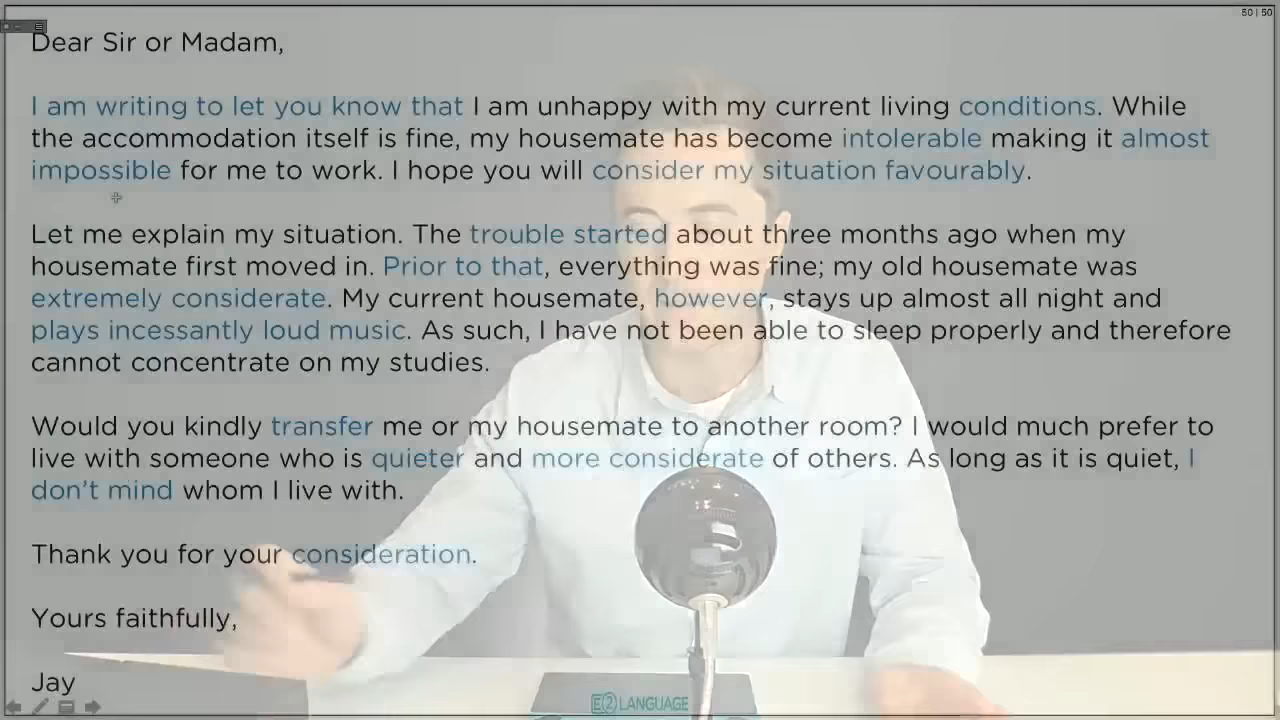 50 | 50
Dear Sir or Madam,
I am writing to let you know that I am unhappy with my current living conditions. While
the accommodation itself is fine, my housemate has become intolerable making it almost
impossible for me to work. I hope you will consider my situation favourably.
Let me explain my situation. The trouble started about three months ago when my
housemate first moved in. Prior to that, everything was fine; my old housemate was
extremely considerate. My current housemate, however, stays up almost all night and
plays incessantly loud music. As such, I have not been able to sleep properly and therefore
cannot concentrate on my studies.
Would you kindly transfer me or my housemate to another room? I would much prefer to
live with someone who is quieter and more considerate of others. As long as it is quiet, I
don't mind whom I live with.
Thank you for your consideration.
Yours faithfully,
Jay
E2 LANGUAGE